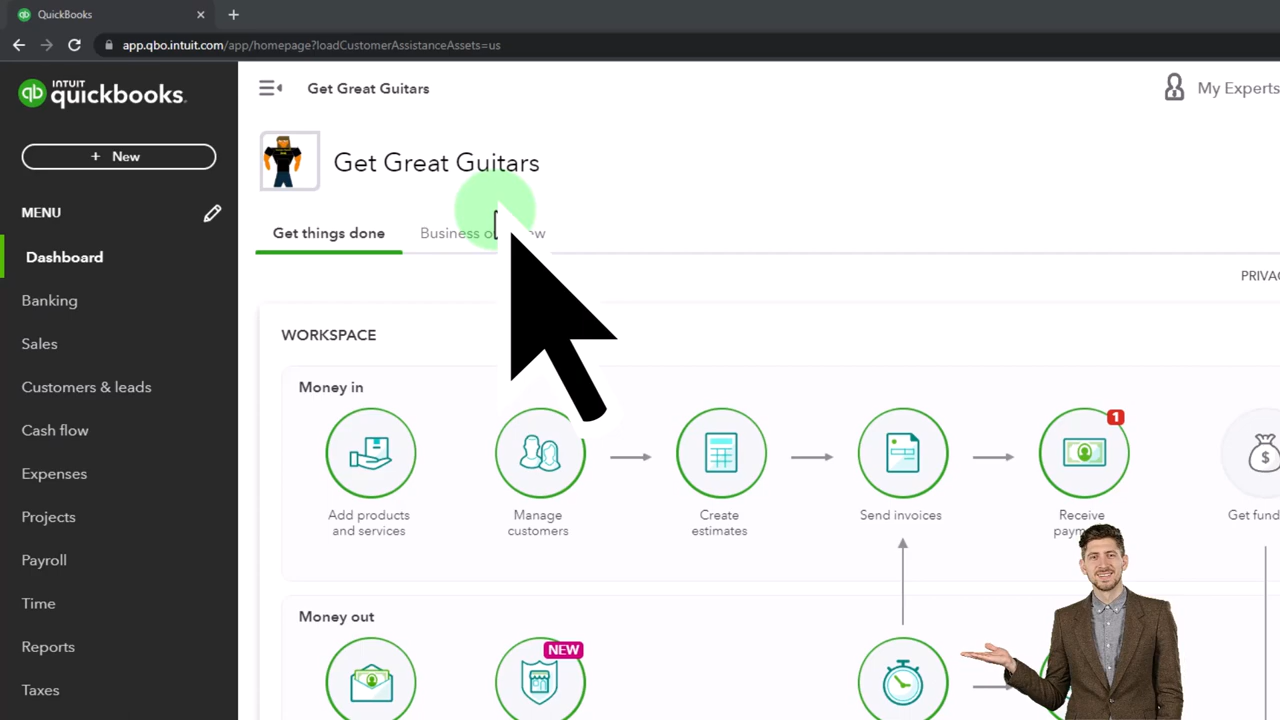 QuickBooks
app.qbo.intuit.com/app/homepage?loadCustomerAssistanceAssets=us
qb INTUIT quickbooks.
Get Great Guitars
My Experts
+ New
Get Great Guitars
MENU
Get things done
Business
Dashboard
PRIVA
Banking
WORKSPACE
Sales
Money in
Customers & leads
1
Cash flow
Expenses
Projects
Add products and services
Manage customers
Create estimates
Send invoices
Receive
Get fund
Payroll
Time
Money out
Reports
NEW
Taxes